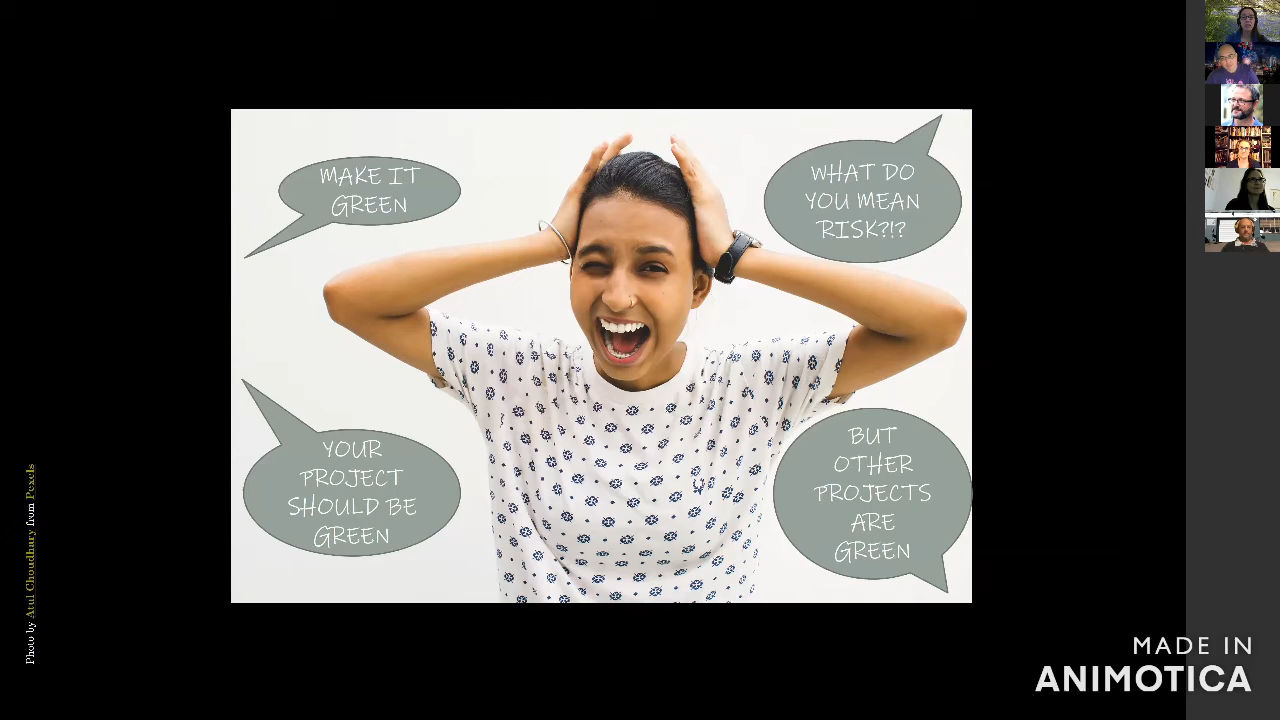 MAKE IT
GREEN
WHAT DO
YOU MEAN
RISK?!?
YOUR
PROJECT
SHOULD BE
GREEN
BUT
OTHER
PROJECTS
ARE
GREEN
Photo by Atul Choudhary from Pexels
MADE IN
ANIMOTICA